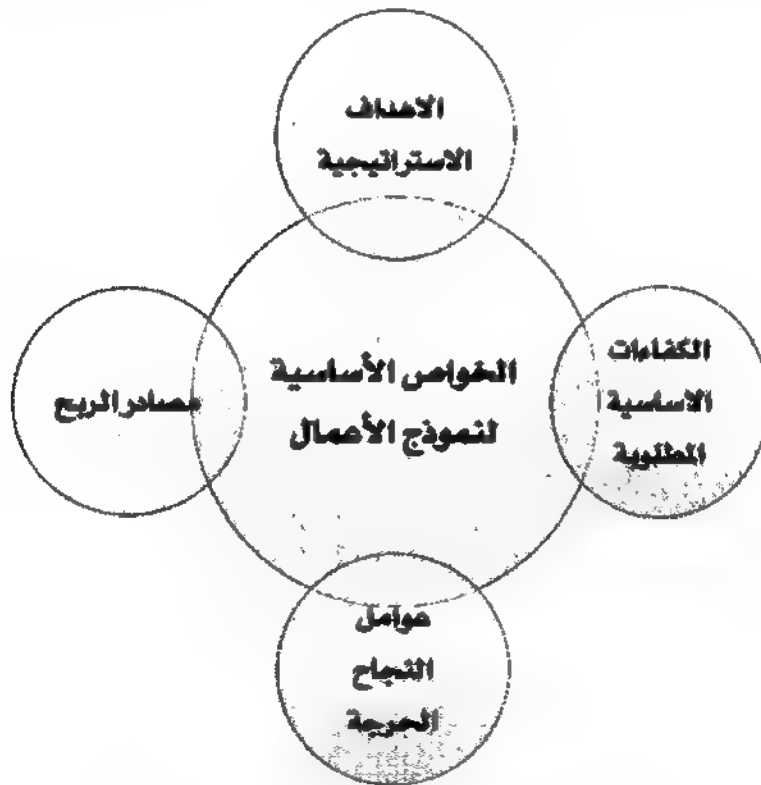 الاهداف
الاستراتيجية
الخواص الأساسية
لنموذج الأعمال
الكفاءات
الاساسية
المطلوبة
مصادر الربح
عوامل
النجاح
الحرجة